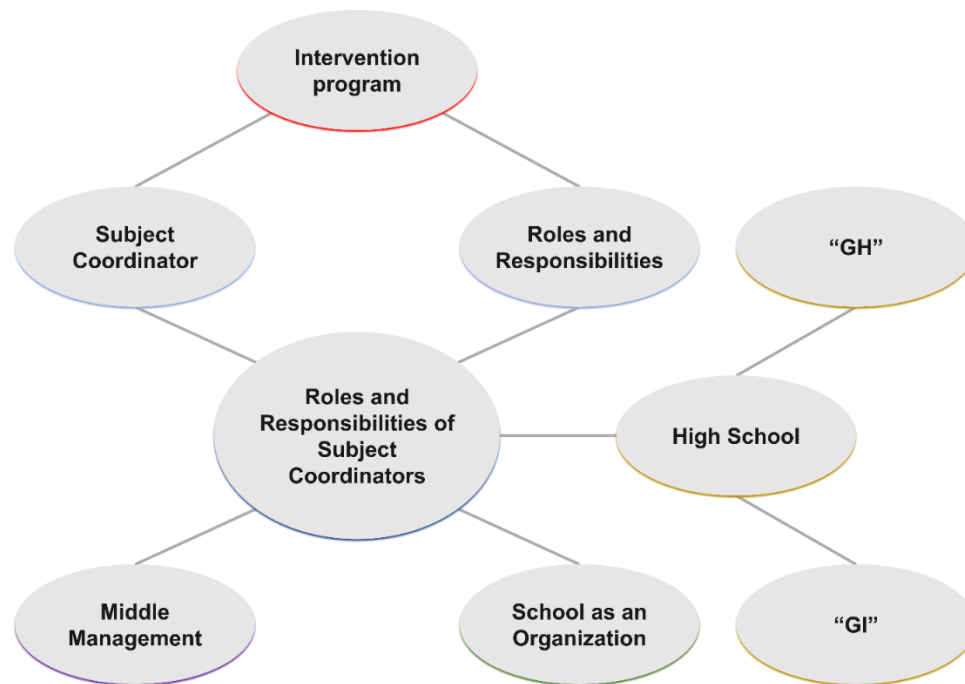 Intervention
program
Subject
Coordinator
Roles and
Responsibilities
“GH”
Roles and
Responsibilities of
Subject
Coordinators
High School
Middle
Management
School as an
Organization
“GI”